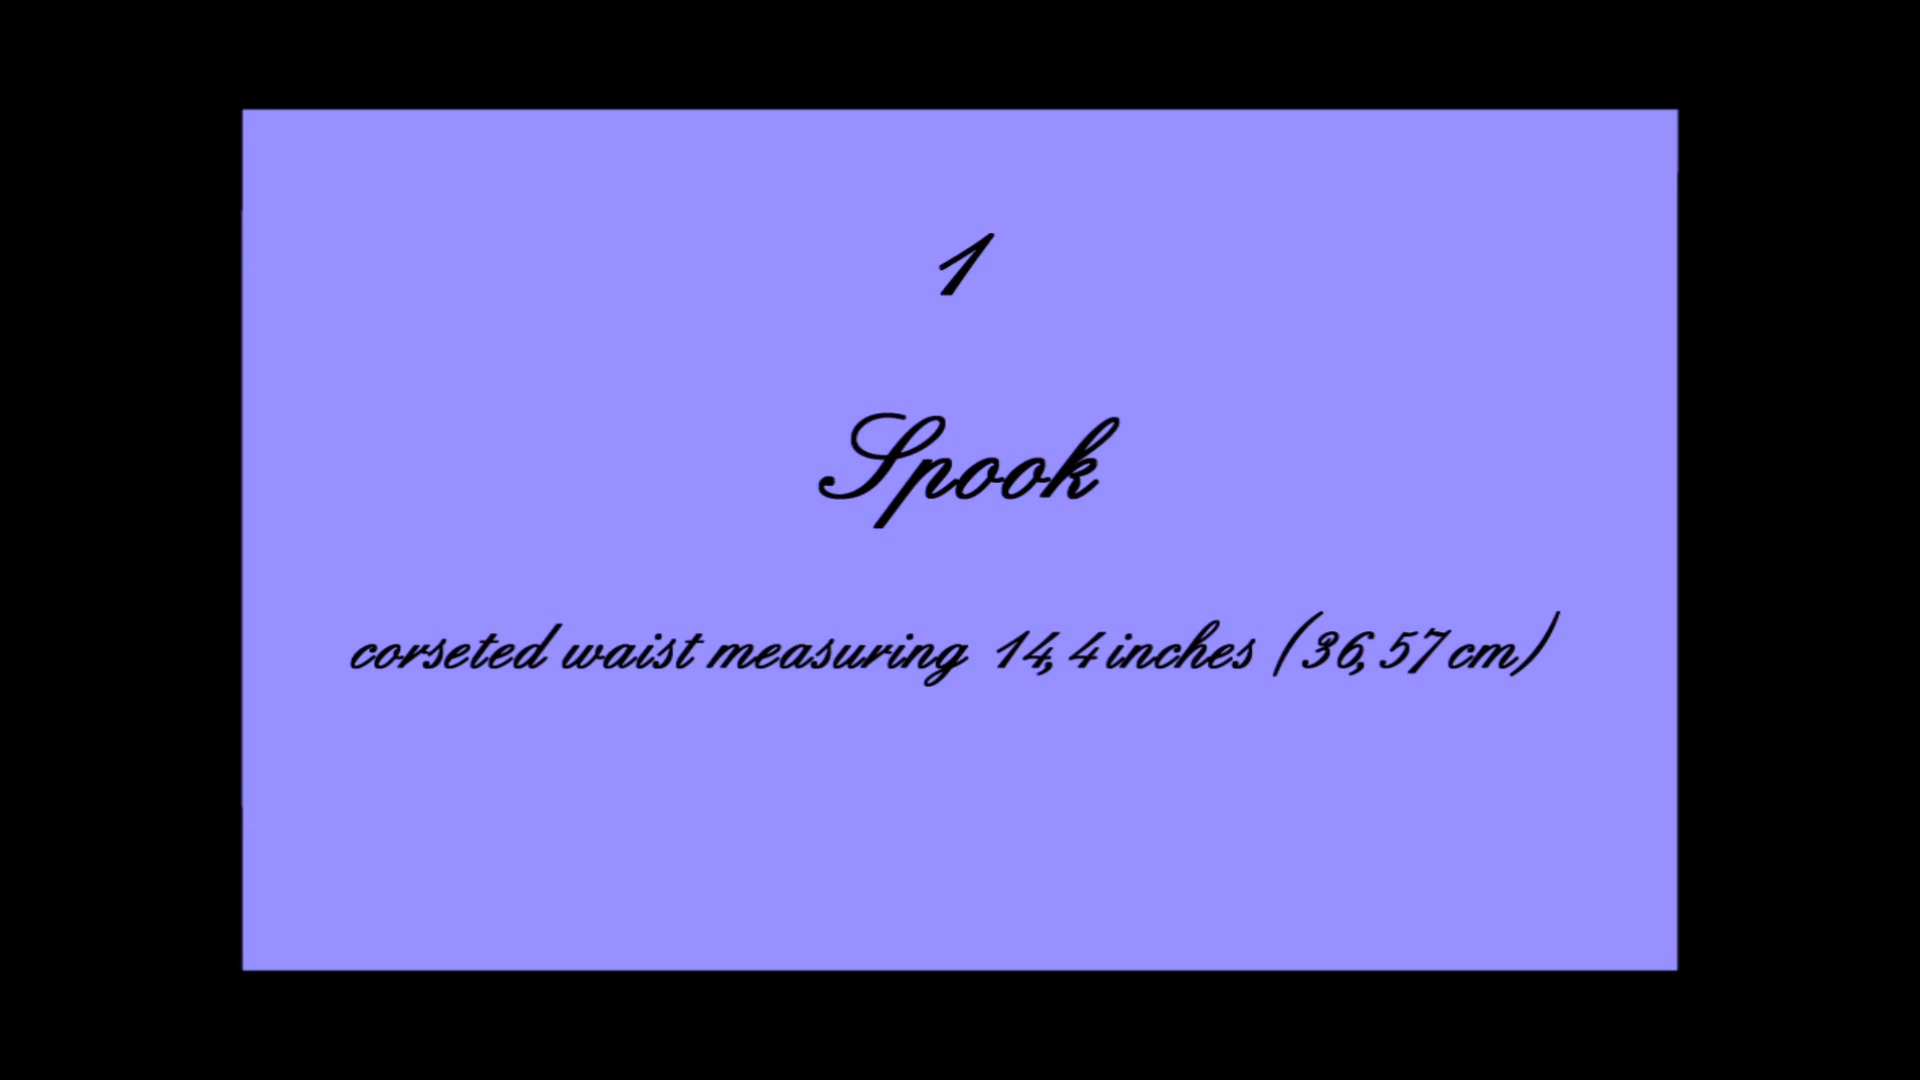 1
Spook
corseted waist measuring 14,4 inches (36,57 cm)